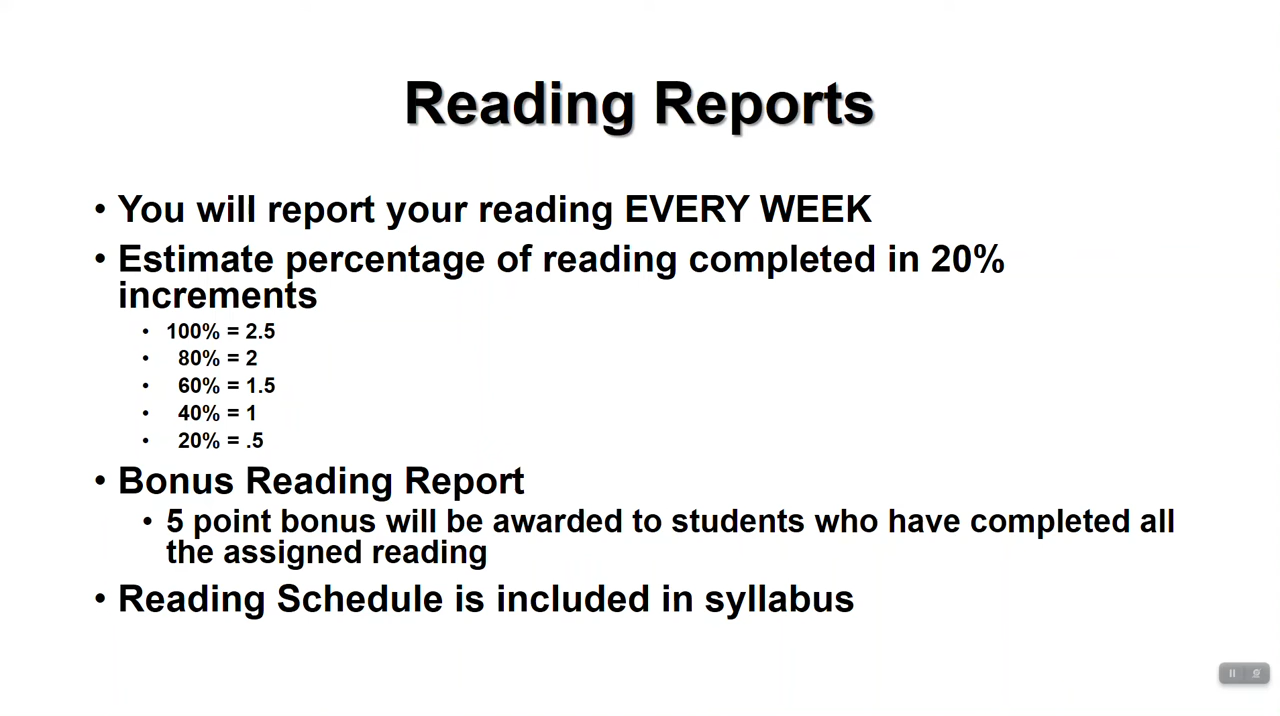 Reading Reports
• You will report your reading EVERY WEEK
• Estimate percentage of reading completed in 20%
increments
• 100% = 2.5
• 80% = 2
• 60% = 1.5
• 40% = 1
• 20% = .5
• Bonus Reading Report
• 5 point bonus will be awarded to students who have completed all
the assigned reading
• Reading Schedule is included in syllabus